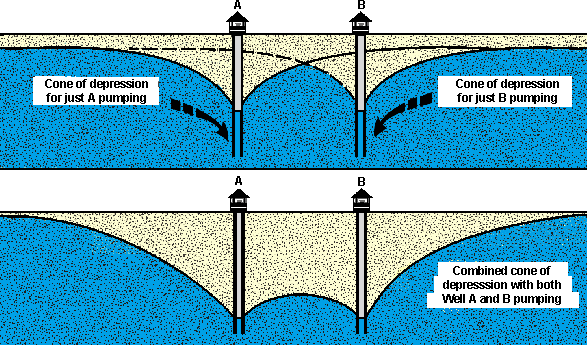 A
B
Cone of depression
for just A pumping
Cone of depression
for just B pumping
A
B
Combined cone of
depresssion with both
Well A and B pumping